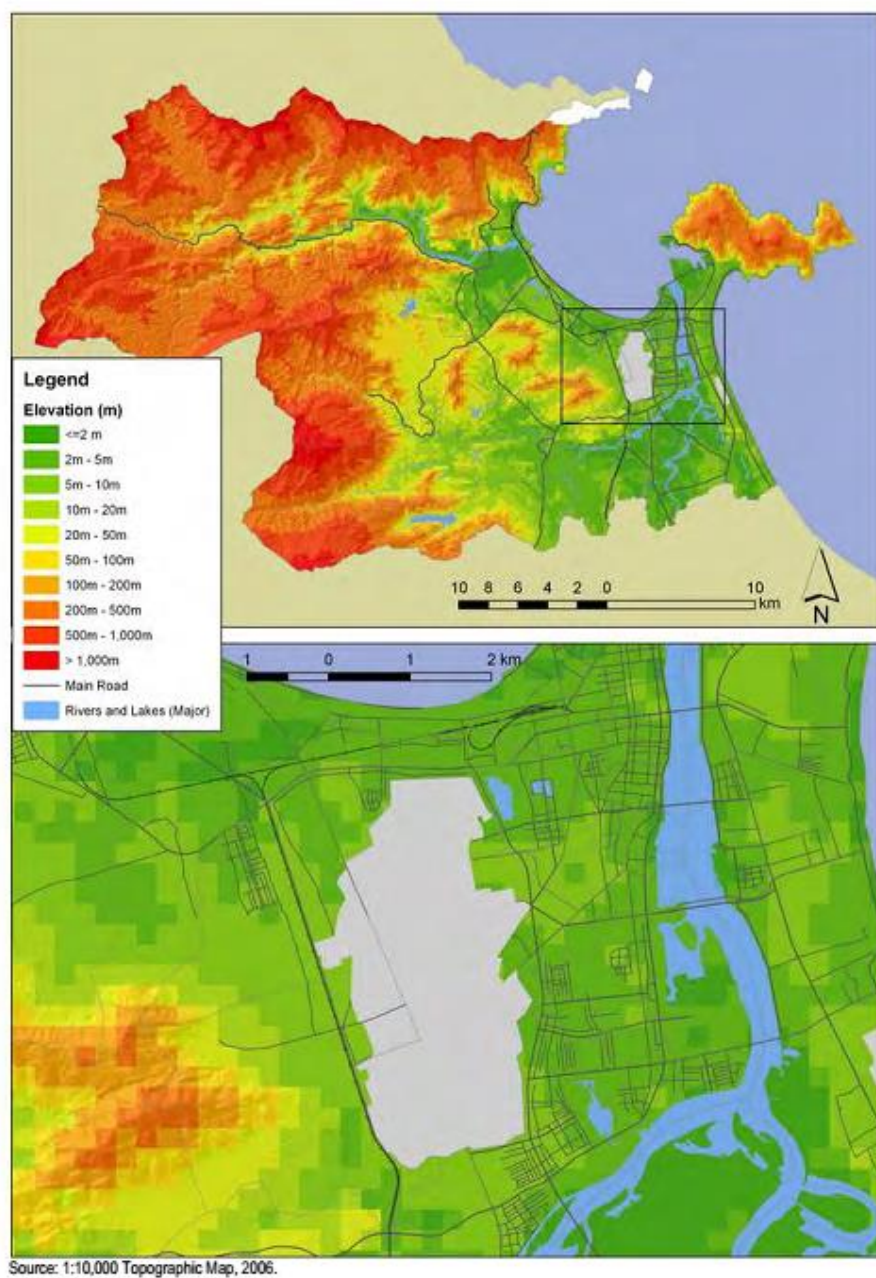 Legend
Elevation (m)
<=2 m
2m - 5m
5m - 10m
10m - 20m
20m - 50m
50m - 100m
100m - 200m
200m - 500m
500m - 1,000m
> 1,000m
Main Road
Rivers and Lakes (Major)
10 8 6 4 2 0 10
km
N
1 0 1 2 km
Source: 1:10,000 Topographic Map, 2006.